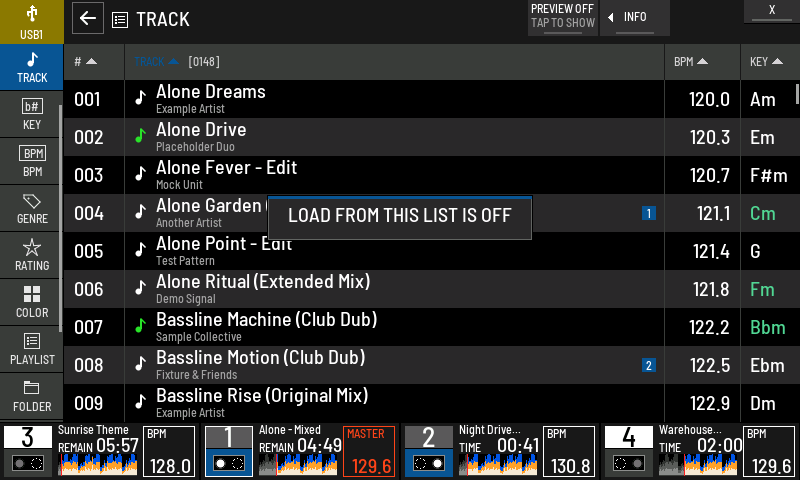 USB1
TRACK
PREVIEW OFF
TAP TO SHOW
INFO
X
TRACK
# TRACK [0148] BPM KEY
001 Alone Dreams 120.0 Am
Example Artist
002 Alone Drive 120.3 Em
Placeholder Duo
003 Alone Fever - Edit 120.7 F#m
Mock Unit
004 Alone Garden 1 121.1 Cm
Another Artist
LOAD FROM THIS LIST IS OFF
005 Alone Point - Edit 121.4 G
Test Pattern
006 Alone Ritual (Extended Mix) 121.8 Fm
Demo Signal
007 Bassline Machine (Club Dub) 122.2 Bbm
Sample Collective
008 Bassline Motion (Club Dub) 2 122.5 Ebm
Fixture & Friends
009 Bassline Rise (Original Mix) 122.9 Dm
Example Artist
b#
KEY
BPM
BPM
GENRE
RATING
COLOR
PLAYLIST
FOLDER
3 Sunrise Theme BPM
REMAIN 05:57 128.0
1 Alone - Mixed MASTER
REMAIN 04:49 129.6
2 Night Drive... BPM
TIME 00:41 130.8
4 Warehouse... BPM
TIME 02:00 129.6